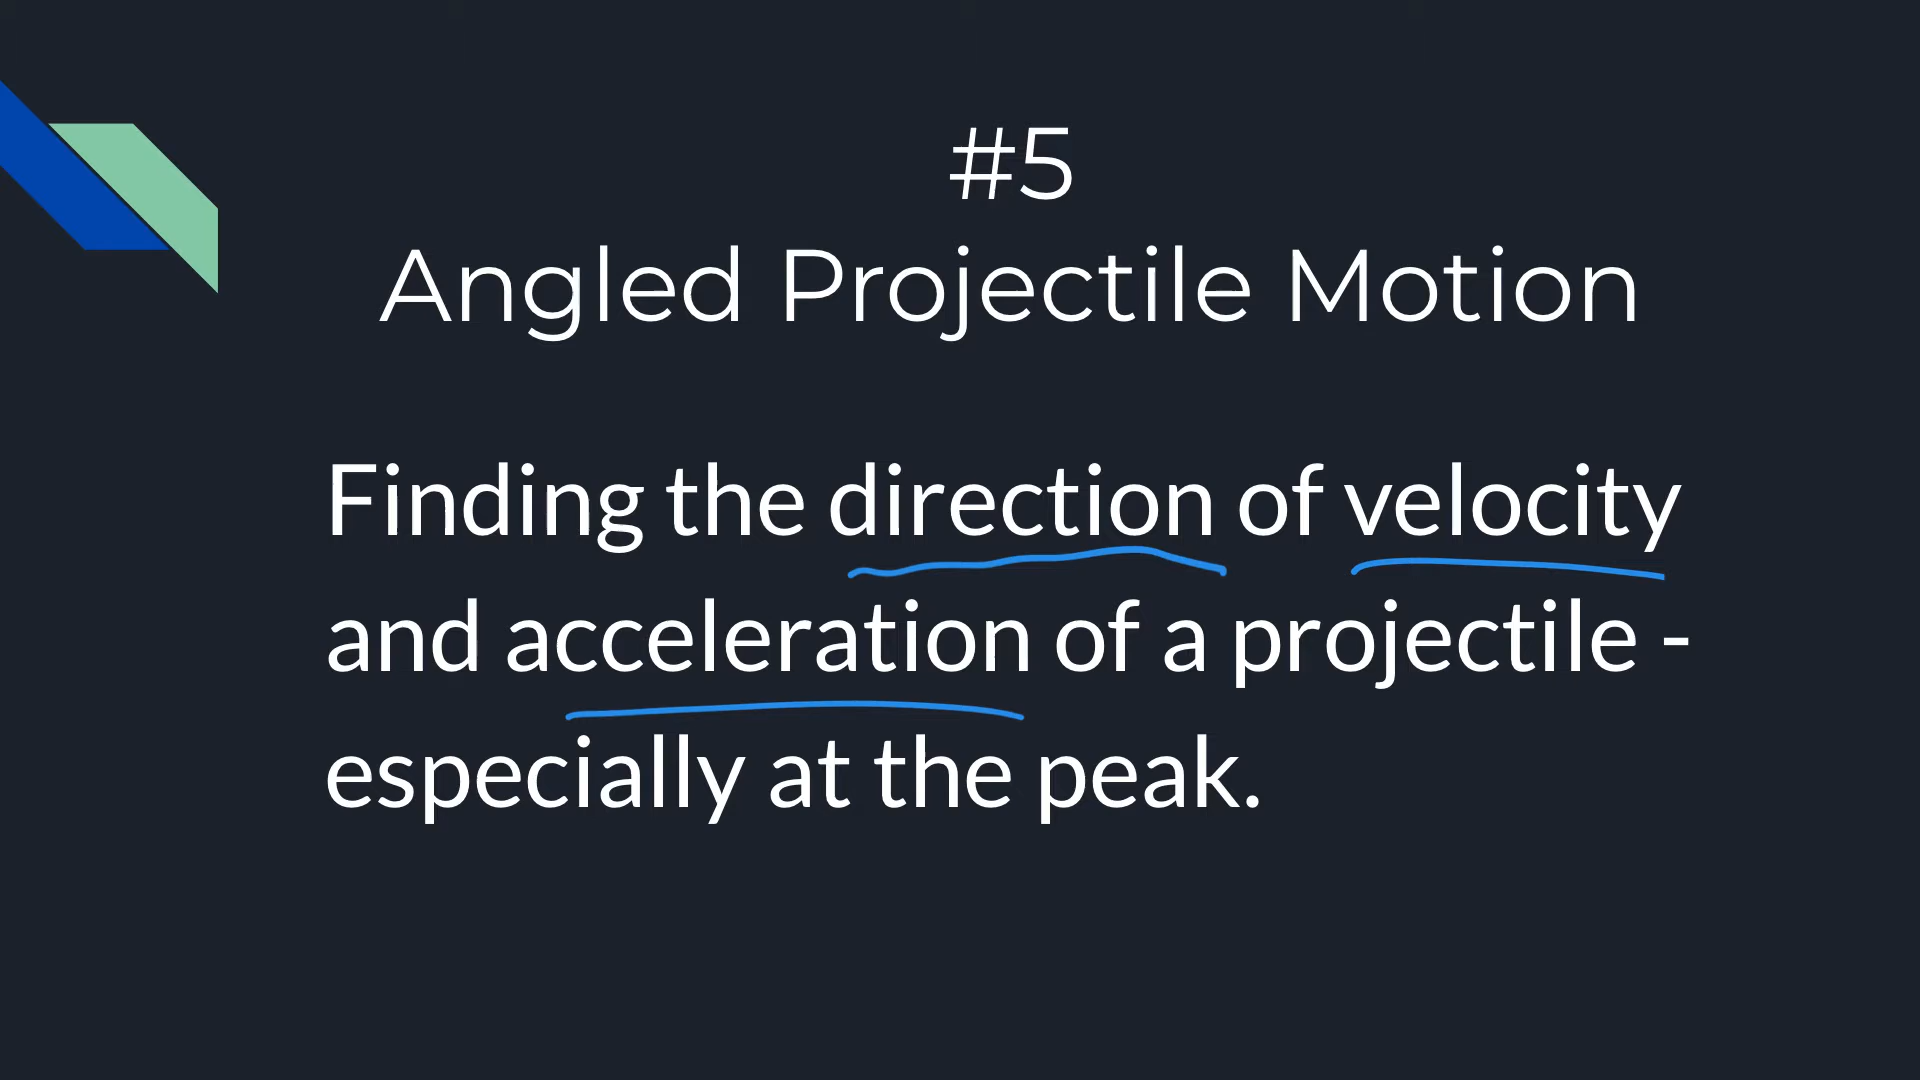 #5
Angled Projectile Motion
Finding the direction of velocity
and acceleration of a projectile -
especially at the peak.